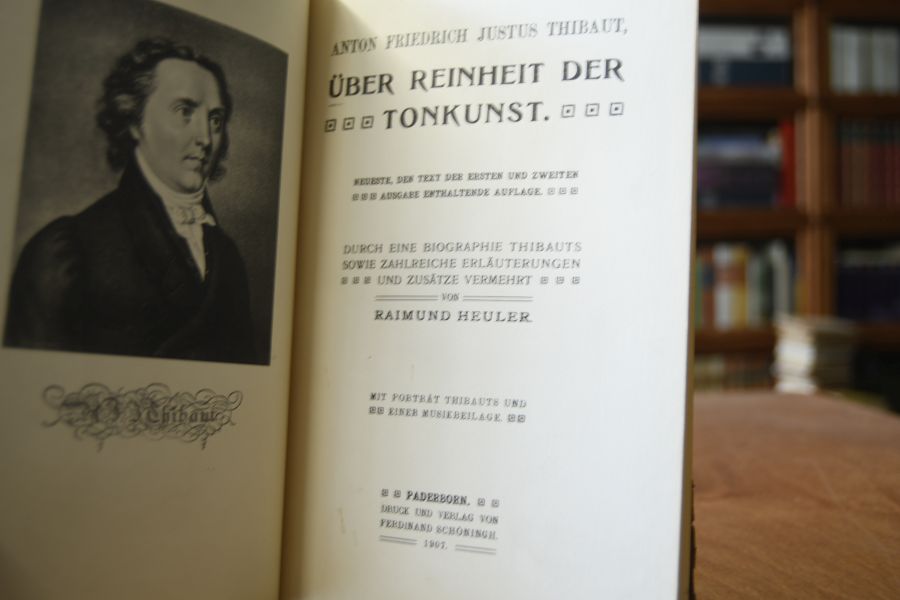 Thibaut
ANTON FRIEDRICH JUSTUS THIBAUT,
ÜBER REINHEIT DER
TONKUNST.
NEUESTE, DEN TEXT DER ERSTEN UND ZWEITEN
AUSGABE ENTHALTENDE AUFLAGE.
DURCH EINE BIOGRAPHIE THIBAUTS
SOWIE ZAHLREICHE ERLÄUTERUNGEN
UND ZUSÄTZE VERMEHRT
VON
RAIMUND HEULER.
MIT PORTRÄT THIBAUTS UND
EINER MUSIKBEILAGE.
PADERBORN.
DRUCK UND VERLAG VON
FERDINAND SCHÖNINGH.
1907.